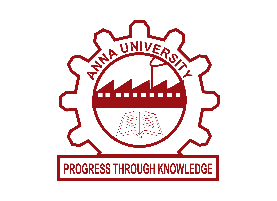 ANNA UNIVERSITY
PROGRESS THROUGH KNOWLEDGE